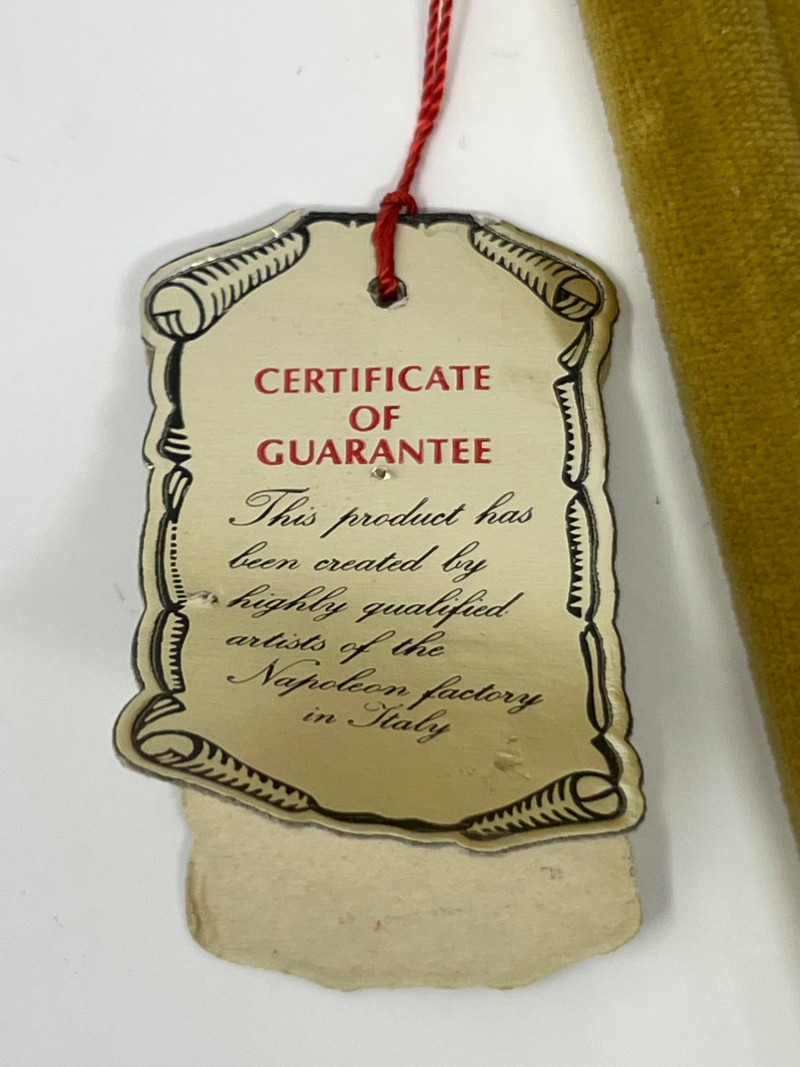 CERTIFICATE
OF
GUARANTEE
This product has
been created by
highly qualified
artists of the
Napoleon factory
in Italy